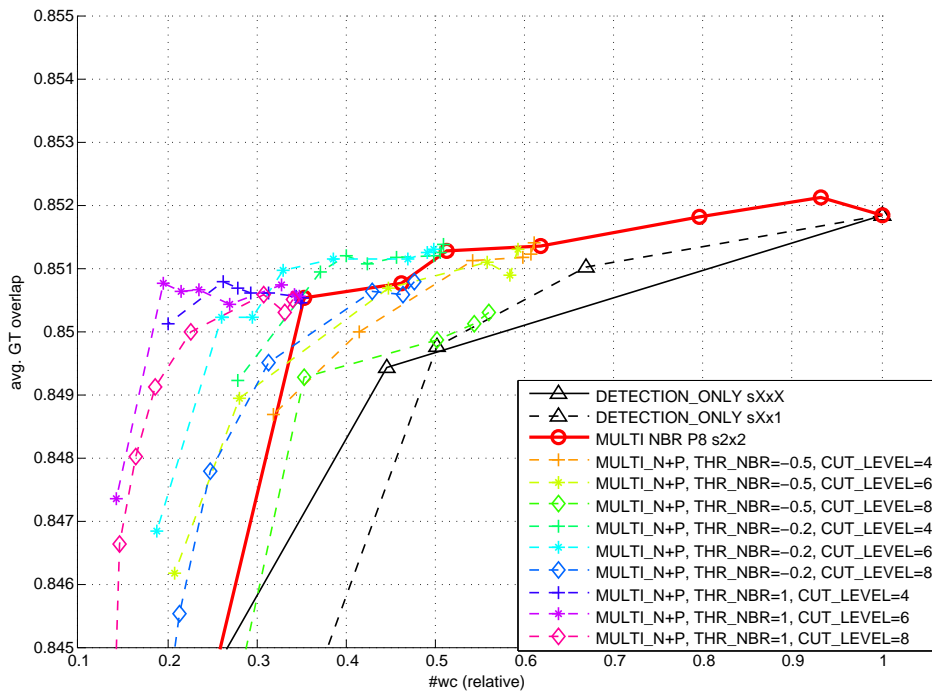 0.855
0.854
0.853
0.852
0.851
0.85
0.849
0.848
0.847
0.846
0.845
avg. GT overlap
0.1 0.2 0.3 0.4 0.5 0.6 0.7 0.8 0.9 1
#wc (relative)
DETECTION_ONLY sXxX
DETECTION_ONLY sXx1
MULTI NBR P8 s2x2
MULTI_N+P, THR_NBR=−0.5, CUT_LEVEL=4
MULTI_N+P, THR_NBR=−0.5, CUT_LEVEL=6
MULTI_N+P, THR_NBR=−0.5, CUT_LEVEL=8
MULTI_N+P, THR_NBR=−0.2, CUT_LEVEL=4
MULTI_N+P, THR_NBR=−0.2, CUT_LEVEL=6
MULTI_N+P, THR_NBR=−0.2, CUT_LEVEL=8
MULTI_N+P, THR_NBR=1, CUT_LEVEL=4
MULTI_N+P, THR_NBR=1, CUT_LEVEL=6
MULTI_N+P, THR_NBR=1, CUT_LEVEL=8